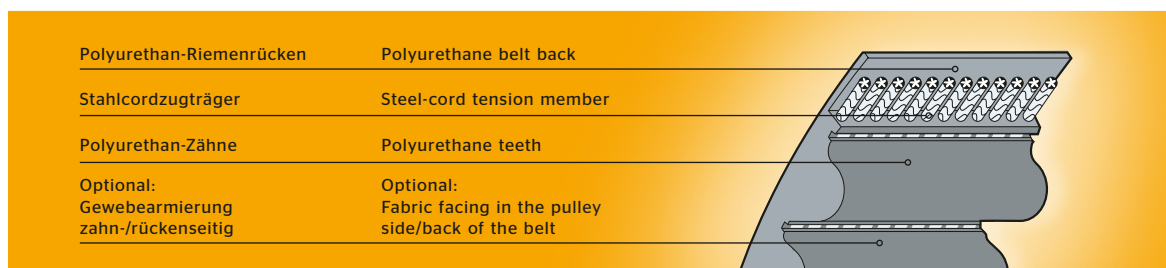 Polyurethan-Riemenrücken Polyurethane belt back
Stahlcordzugträger Steel-cord tension member
Polyurethan-Zähne Polyurethane teeth
Optional: Optional:
Gewebearmierung Fabric facing in the pulley
zahn-/rückenseitig side/back of the belt